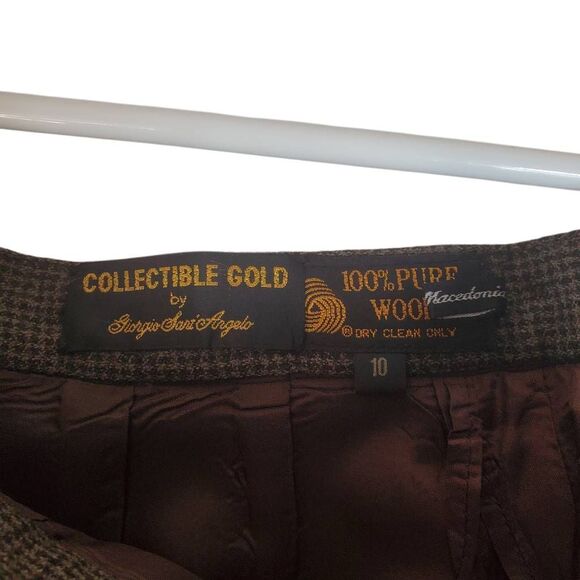 COLLECTIBLE GOLD
by
Giorgio Sant'Angelo
100% PURE
WOOL
Macedonia
® DRY CLEAN ONLY
10